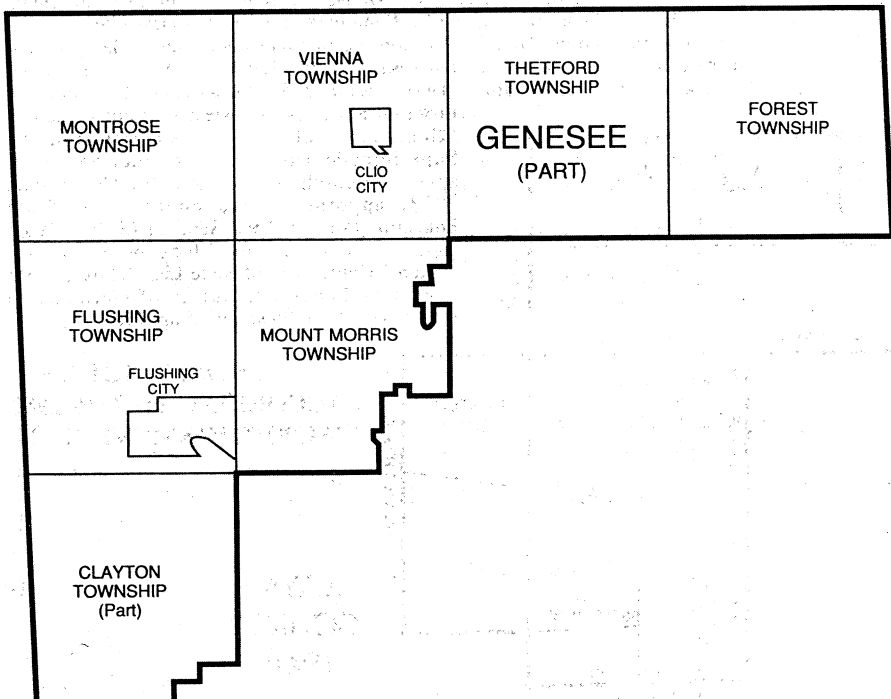 VIENNA
TOWNSHIP
THETFORD
TOWNSHIP
FOREST
TOWNSHIP
MONTROSE
TOWNSHIP
GENESEE
(PART)
CLIO
CITY
FLUSHING
TOWNSHIP
MOUNT MORRIS
TOWNSHIP
FLUSHING
CITY
CLAYTON
TOWNSHIP
(Part)